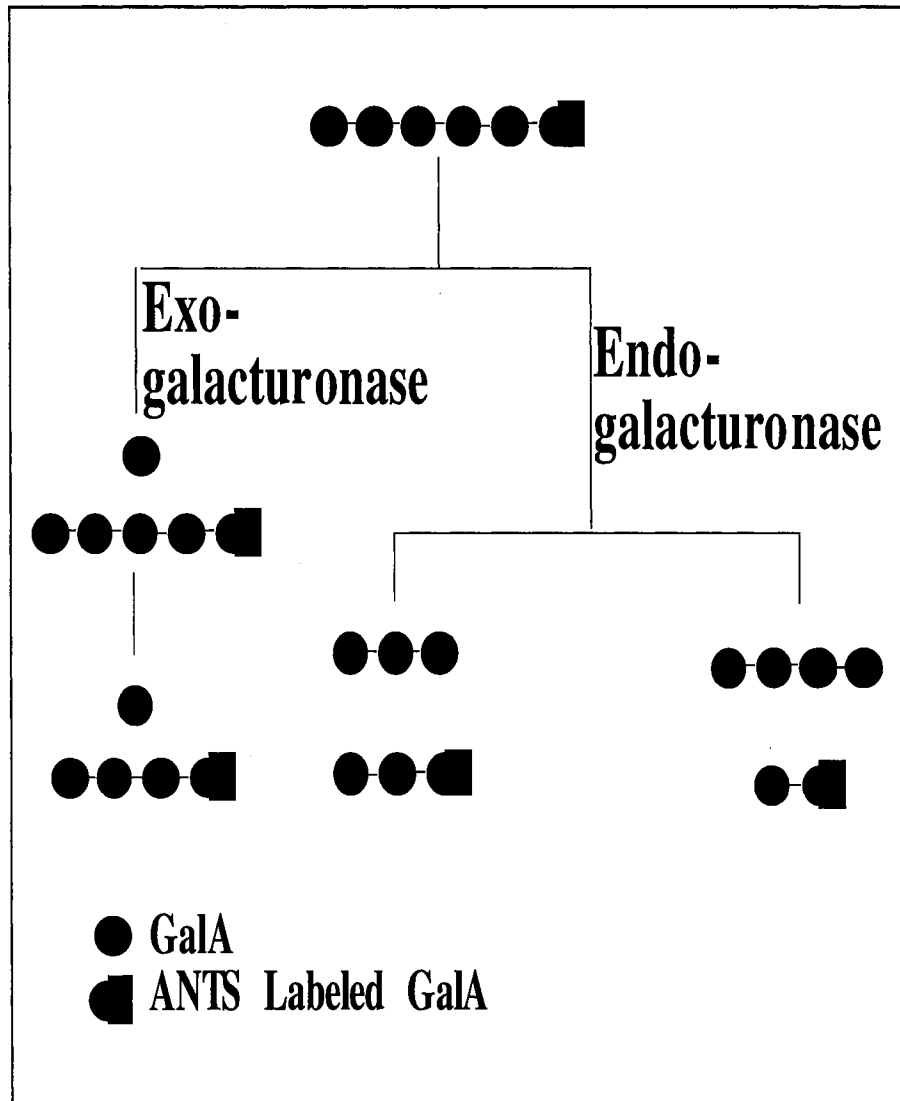 Exo-
galacturonase
Endo-
galacturonase
GalA
ANTS Labeled GalA